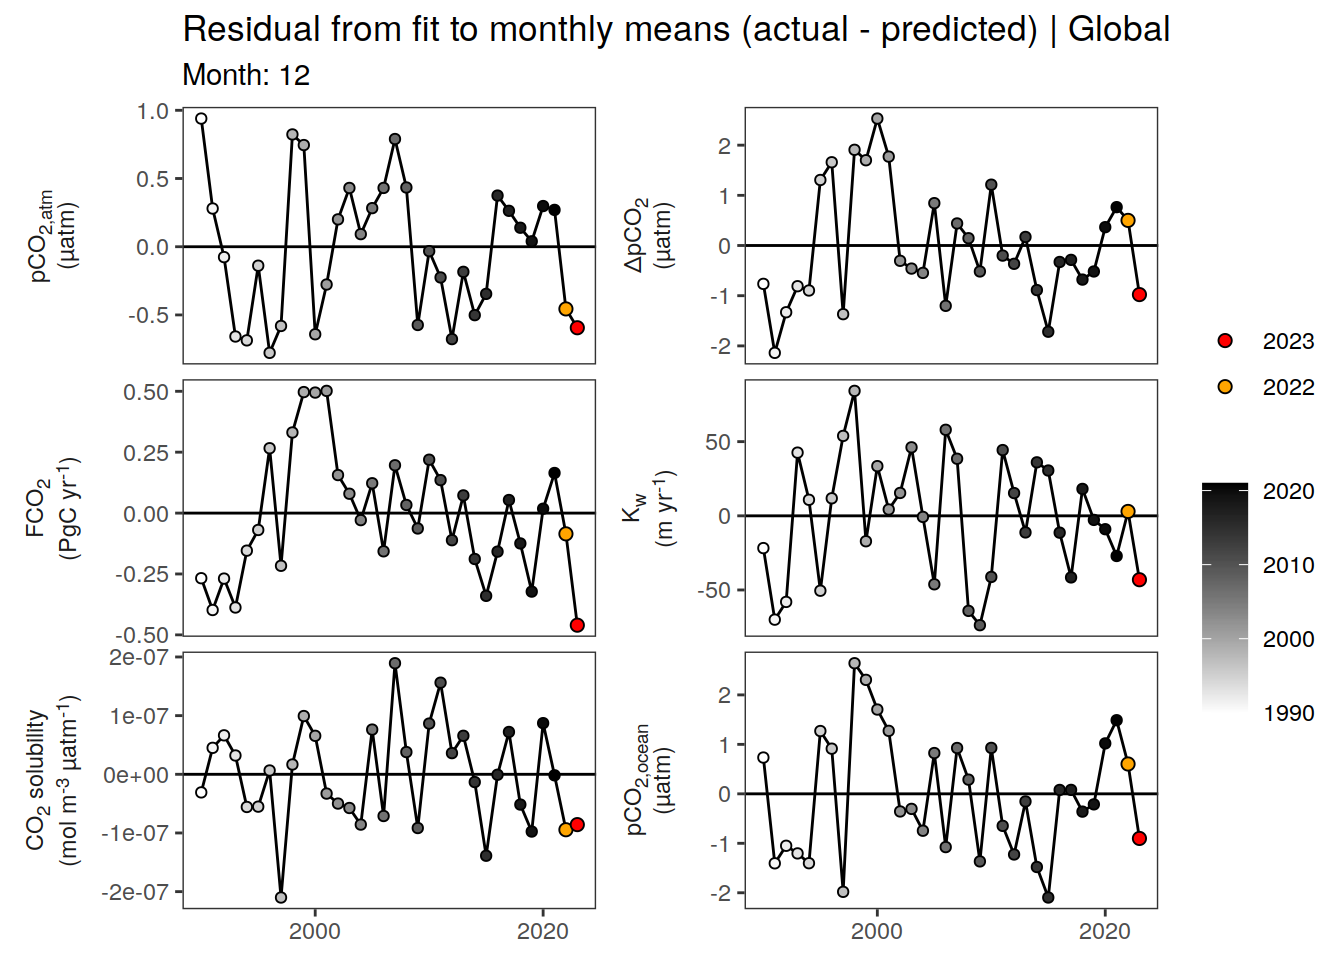 Residual from fit to monthly means (actual - predicted) | Global
Month: 12
pCO2,atm
(µatm)
1.0
0.5
0.0
-0.5
ΔpCO2
(µatm)
2
1
0
-1
-2
FCO2
(PgC yr-1)
0.50
0.25
0.00
-0.25
-0.50
Kw
(m yr-1)
50
0
-50
CO2 solubility
(mol m-3 µatm-1)
2e-07
1e-07
0e+00
-1e-07
-2e-07
pCO2,ocean
(µatm)
2
1
0
-1
-2
2000
2020
2000
2020
2023
2022
2020
2010
2000
1990